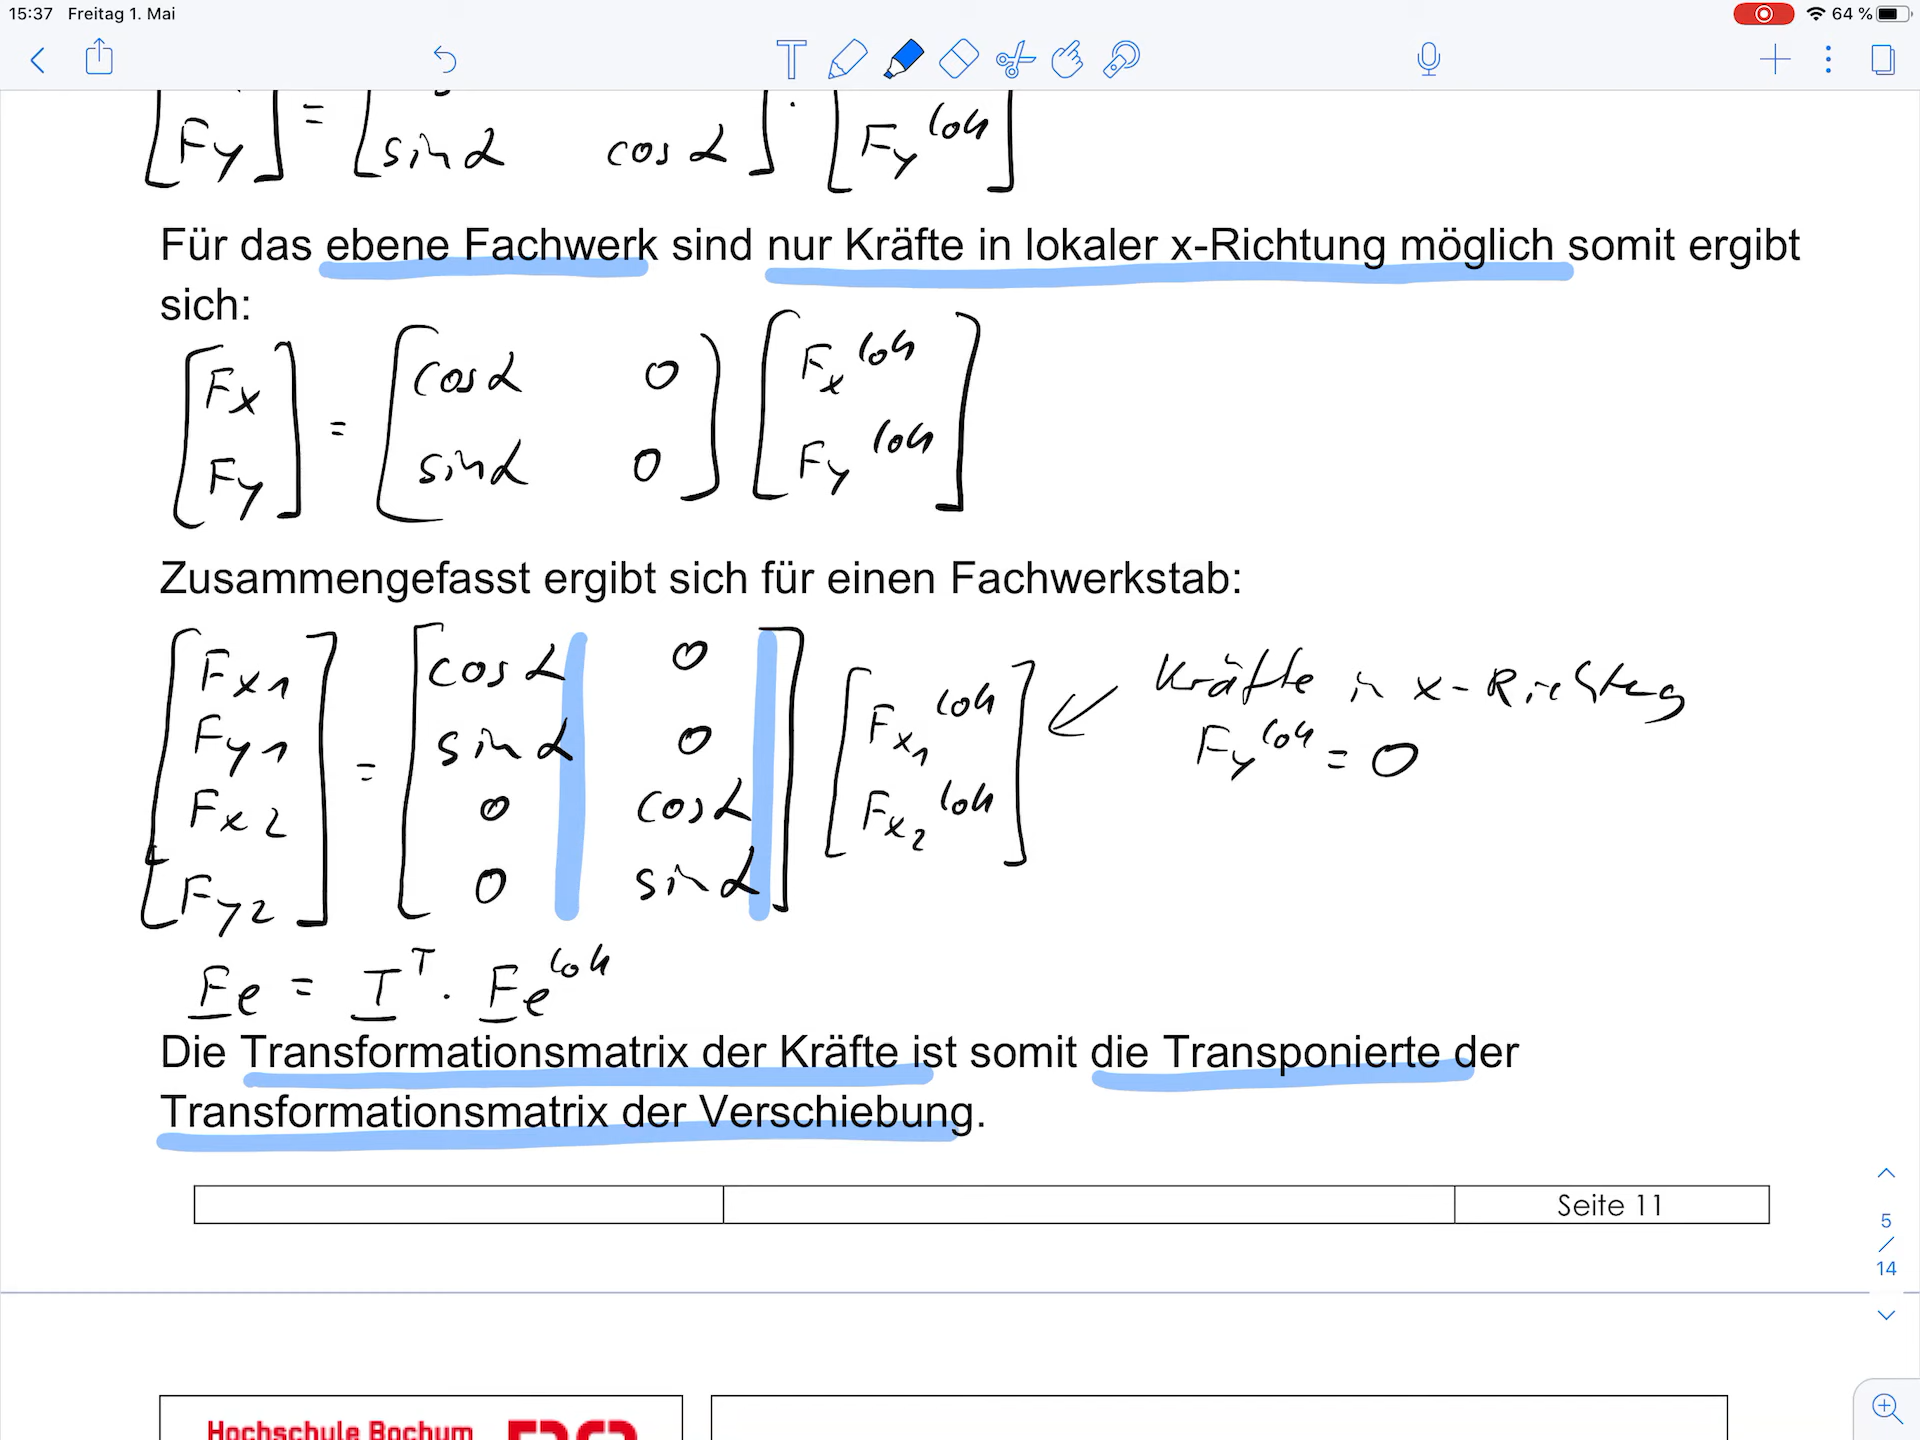 15:37 Freitag 1. Mai 64 %
[Fy] = [sin α cos α] · [Fy^lok]
Für das ebene Fachwerk sind nur Kräfte in lokaler x-Richtung möglich somit ergibt
sich:
[Fx] = [cos α 0] [Fx^lok]
[Fy] [sin α 0] [Fy^lok]
Zusammengefasst ergibt sich für einen Fachwerkstab:
[Fx1] = [cos α 0] [Fx1^lok] ← Kräfte in x-Richtung
[Fy1] [sin α 0] [Fx2^lok] Fy^lok = 0
[Fx2] [0 cos α]
[Fy2] [0 sin α]
Fe = T^T · Fe^lok
Die Transformationsmatrix der Kräfte ist somit die Transponierte der
Transformationsmatrix der Verschiebung.
Seite 11
5
/
14
Hochschule Bochum